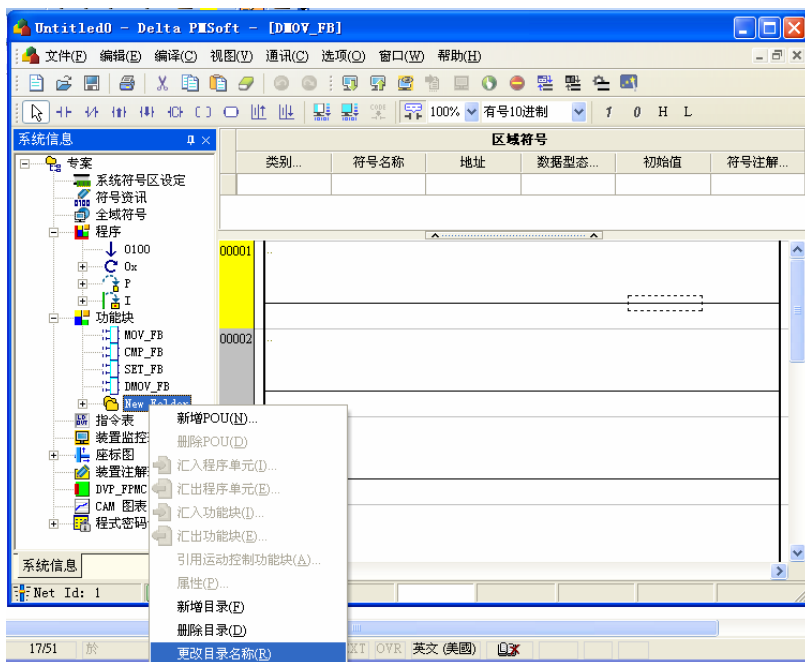 Untitled0 - Delta PMSoft - [DMOV_FB]
文件(F) 编辑(E) 编译(C) 视图(V) 通讯(C) 选项(O) 窗口(W) 帮助(H)
100% 有号10进制 1 0 H L
系统信息
区域符号
类别... 符号名称 地址 数据型态... 初始值 符号注解...
专案
系统符号区设定
符号资讯
全域符号
程序
0100
Ox
P
I
功能块
MOV_FB
CMP_FB
SET_FB
DMOV_FB
New Folder
指令表
装置监控
座标图
装置注解
DVP_FPMC
CAM 图表
程式密码
00001
00002
新增POU(N)...
删除POU(D)
汇入程序单元(I)...
汇出程序单元(E)...
汇入功能块(I)...
汇出功能块(E)...
引用运动控制功能块(A)...
属性(P)...
新增目录(F)
删除目录(D)
更改目录名称(R)
系统信息
Net Id: 1
17/51 於 EXT OVR 英文 (美國)